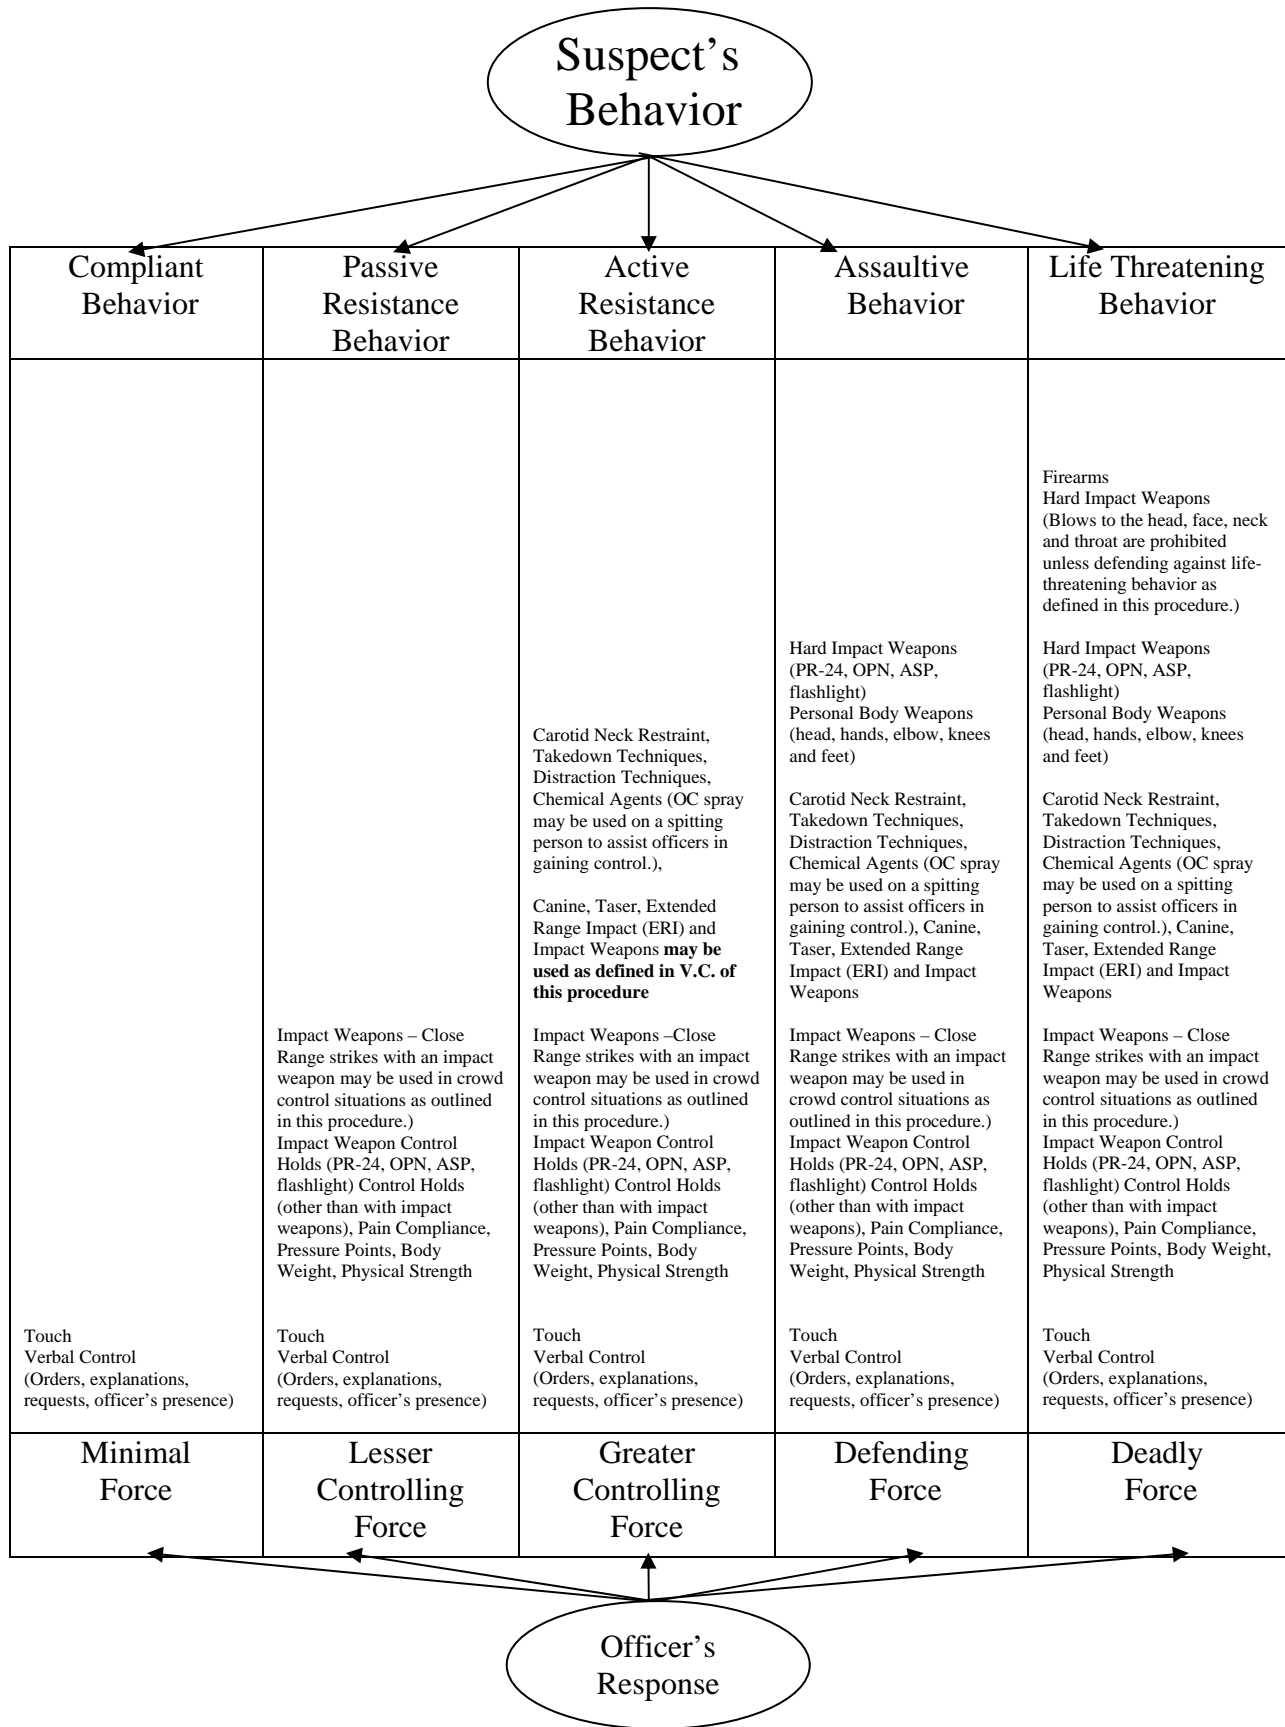 Suspect's
Behavior
Compliant
Behavior
Passive
Resistance
Behavior
Active
Resistance
Behavior
Assaultive
Behavior
Life Threatening
Behavior
Touch
Verbal Control
(Orders, explanations,
requests, officer's presence)
Impact Weapons – Close
Range strikes with an impact
weapon may be used in crowd
control situations as outlined
in this procedure.)
Impact Weapon Control
Holds (PR-24, OPN, ASP,
flashlight) Control Holds
(other than with impact
weapons), Pain Compliance,
Pressure Points, Body
Weight, Physical Strength
Touch
Verbal Control
(Orders, explanations,
requests, officer's presence)
Carotid Neck Restraint,
Takedown Techniques,
Distraction Techniques,
Chemical Agents (OC spray
may be used on a spitting
person to assist officers in
gaining control.),
Canine, Taser, Extended
Range Impact (ERI) and
Impact Weapons may be
used as defined in V.C. of
this procedure
Impact Weapons –Close
Range strikes with an impact
weapon may be used in crowd
control situations as outlined
in this procedure.)
Impact Weapon Control
Holds (PR-24, OPN, ASP,
flashlight) Control Holds
(other than with impact
weapons), Pain Compliance,
Pressure Points, Body
Weight, Physical Strength
Touch
Verbal Control
(Orders, explanations,
requests, officer's presence)
Hard Impact Weapons
(PR-24, OPN, ASP,
flashlight)
Personal Body Weapons
(head, hands, elbow, knees
and feet)
Carotid Neck Restraint,
Takedown Techniques,
Distraction Techniques,
Chemical Agents (OC spray
may be used on a spitting
person to assist officers in
gaining control.), Canine,
Taser, Extended Range
Impact (ERI) and Impact
Weapons
Impact Weapons – Close
Range strikes with an impact
weapon may be used in
crowd control situations as
outlined in this procedure.)
Impact Weapon Control
Holds (PR-24, OPN, ASP,
flashlight) Control Holds
(other than with impact
weapons), Pain Compliance,
Pressure Points, Body
Weight, Physical Strength
Touch
Verbal Control
(Orders, explanations,
requests, officer's presence)
Firearms
Hard Impact Weapons
(Blows to the head, face, neck
and throat are prohibited
unless defending against life-
threatening behavior as
defined in this procedure.)
Hard Impact Weapons
(PR-24, OPN, ASP,
flashlight)
Personal Body Weapons
(head, hands, elbow, knees
and feet)
Carotid Neck Restraint,
Takedown Techniques,
Distraction Techniques,
Chemical Agents (OC spray
may be used on a spitting
person to assist officers in
gaining control.), Canine,
Taser, Extended Range
Impact (ERI) and Impact
Weapons
Impact Weapons – Close
Range strikes with an impact
weapon may be used in crowd
control situations as outlined
in this procedure.)
Impact Weapon Control
Holds (PR-24, OPN, ASP,
flashlight) Control Holds
(other than with impact
weapons), Pain Compliance,
Pressure Points, Body Weight,
Physical Strength
Touch
Verbal Control
(Orders, explanations,
requests, officer's presence)
Minimal
Force
Lesser
Controlling
Force
Greater
Controlling
Force
Defending
Force
Deadly
Force
Officer's
Response